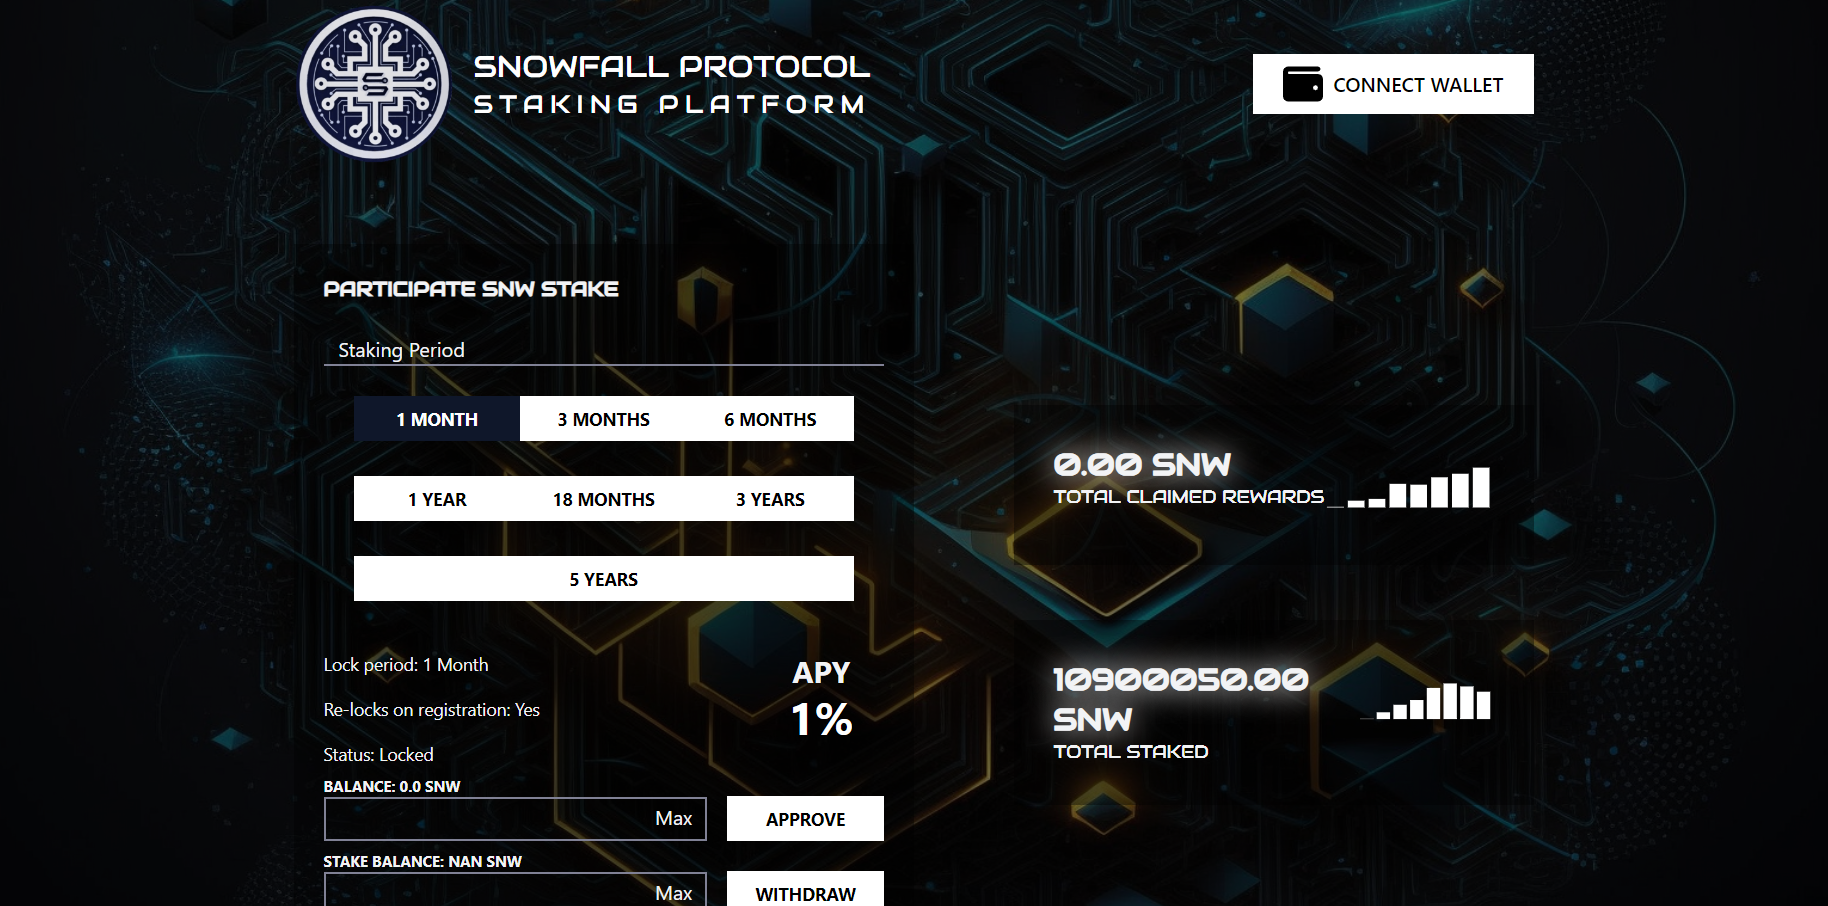 SNOWFALL PROTOCOL
STAKING PLATFORM
CONNECT WALLET
PARTICIPATE SNW STAKE
Staking Period
1 MONTH 3 MONTHS 6 MONTHS
1 YEAR 18 MONTHS 3 YEARS
5 YEARS
Lock period: 1 Month
Re-locks on registration: Yes
Status: Locked
APY
1%
BALANCE: 0.0 SNW
Max
APPROVE
STAKE BALANCE: NAN SNW
Max
WITHDRAW
0.00 SNW
TOTAL CLAIMED REWARDS
10900050.00
SNW
TOTAL STAKED